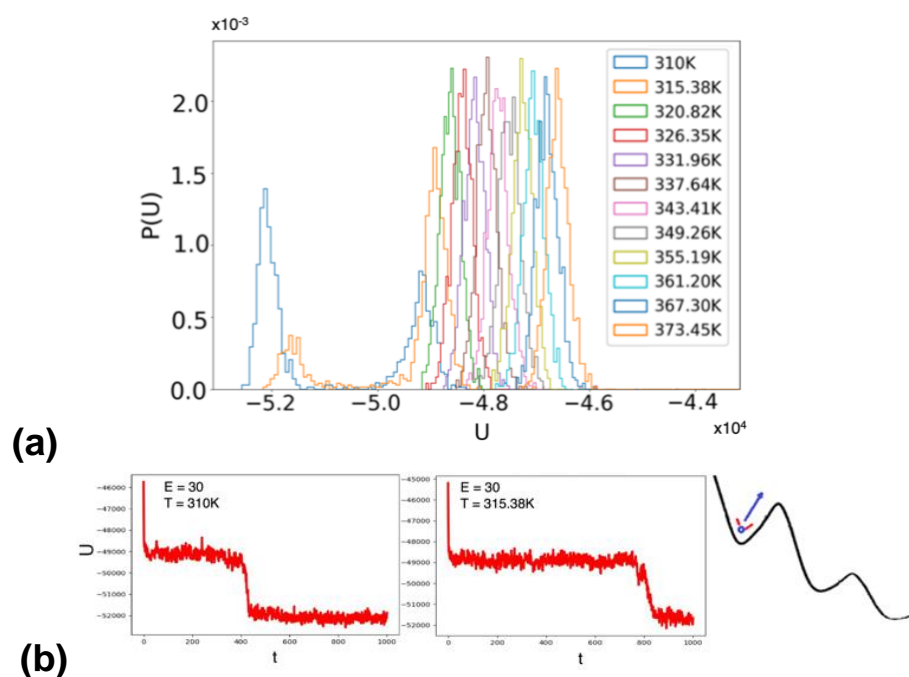 x10⁻³
2.0
1.5
1.0
0.5
0.0
P(U)
310K
315.38K
320.82K
326.35K
331.96K
337.64K
343.41K
349.26K
355.19K
361.20K
367.30K
373.45K
−5.2 −5.0 −4.8 −4.6 −4.4
U x10⁴
(a)
E = 30
T = 310K
−46000
−47000
−48000
−49000
−50000
−51000
−52000
U
0 200 400 600 800 1000
t
E = 30
T = 315.38K
−45000
−46000
−47000
−48000
−49000
−50000
−51000
−52000
0 200 400 600 800 1000
t
(b)